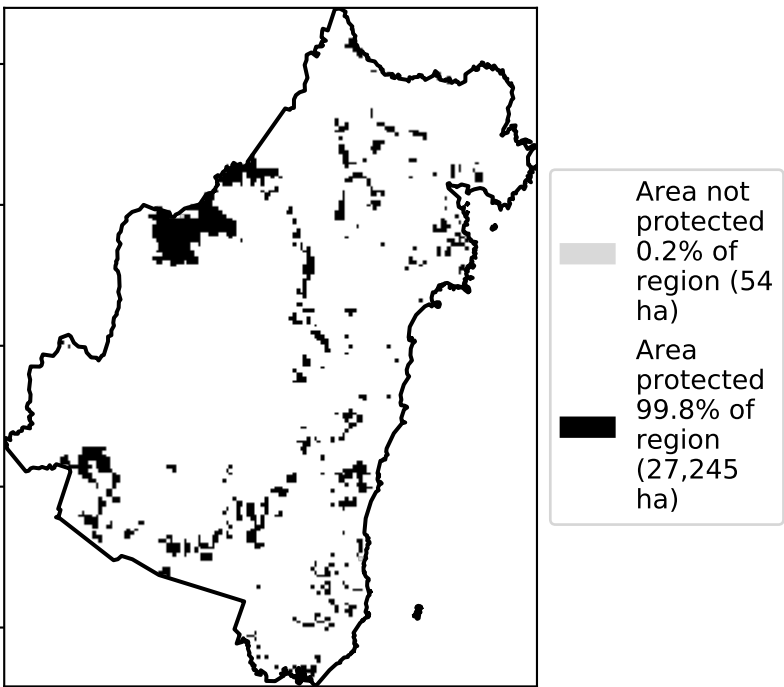 Area not
protected
0.2% of
region (54
ha)
Area
protected
99.8% of
region
(27,245
ha)